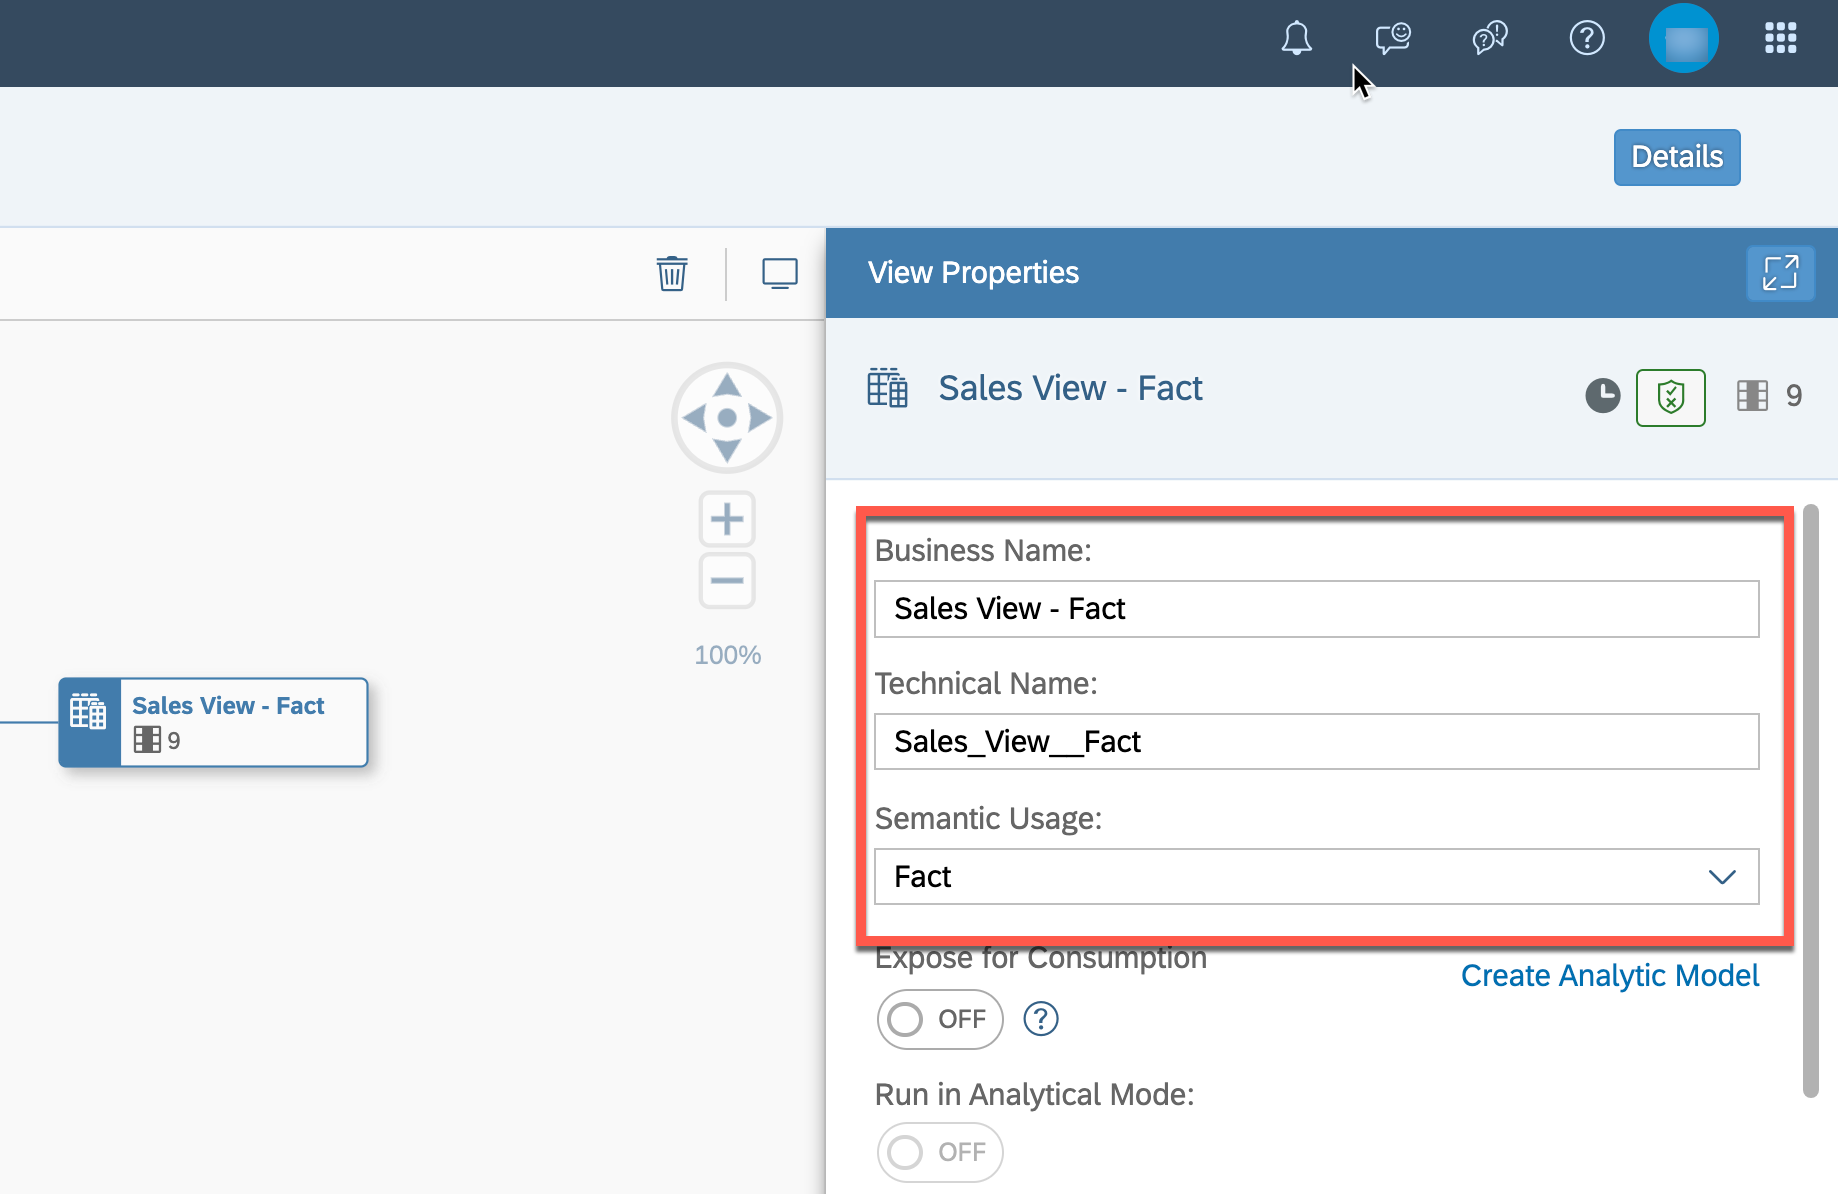 Details
View Properties
Sales View - Fact
9
100%
Sales View - Fact
9
Business Name:
Sales View - Fact
Technical Name:
Sales_View__Fact
Semantic Usage:
Fact
Expose for Consumption
Create Analytic Model
OFF
Run in Analytical Mode:
OFF